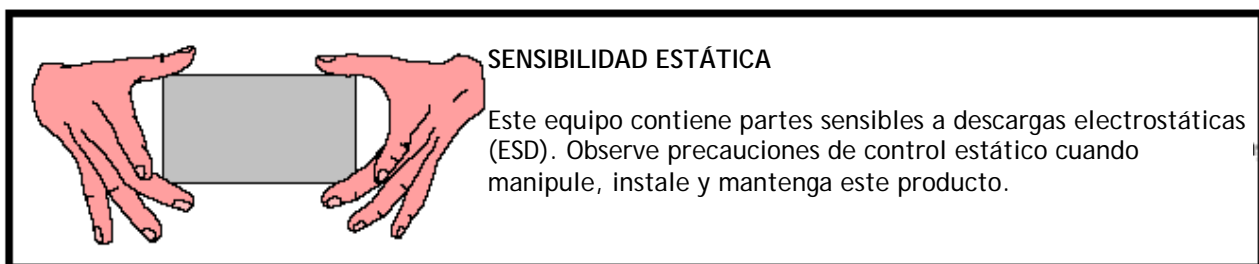 SENSIBILIDAD ESTÁTICA
Este equipo contiene partes sensibles a descargas electrostáticas
(ESD). Observe precauciones de control estático cuando
manipule, instale y mantenga este producto.